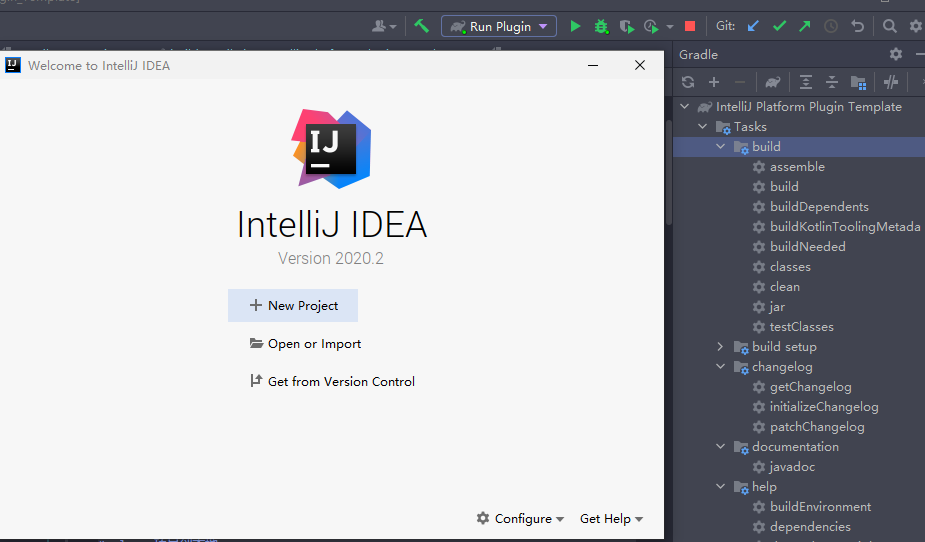 Run Plugin
Git:
Welcome to IntelliJ IDEA
IJ
IntelliJ IDEA
Version 2020.2
New Project
Open or Import
Get from Version Control
Configure
Get Help
Gradle
IntelliJ Platform Plugin Template
Tasks
build
assemble
build
buildDependents
buildKotlinToolingMetada
buildNeeded
classes
clean
jar
testClasses
build setup
changelog
getChangelog
initializeChangelog
patchChangelog
documentation
javadoc
help
buildEnvironment
dependencies